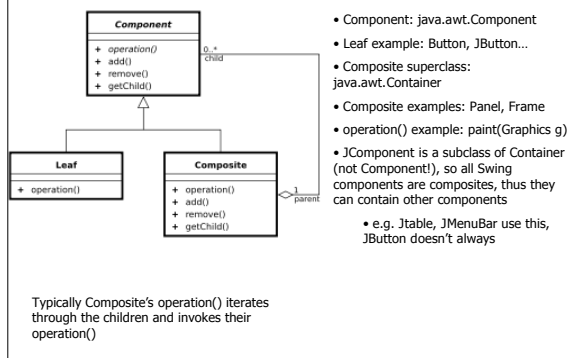 Component
+ operation()
+ add()
+ remove()
+ getChild()
0..*
child
Leaf
+ operation()
Composite
+ operation()
+ add()
+ remove()
+ getChild()
1
parent
Typically Composite's operation() iterates
through the children and invokes their
operation()
• Component: java.awt.Component
• Leaf example: Button, JButton…
• Composite superclass:
java.awt.Container
• Composite examples: Panel, Frame
• operation() example: paint(Graphics g)
• JComponent is a subclass of Container
(not Component!), so all Swing
components are composites, thus they
can contain other components
• e.g. Jtable, JMenuBar use this,
JButton doesn't always